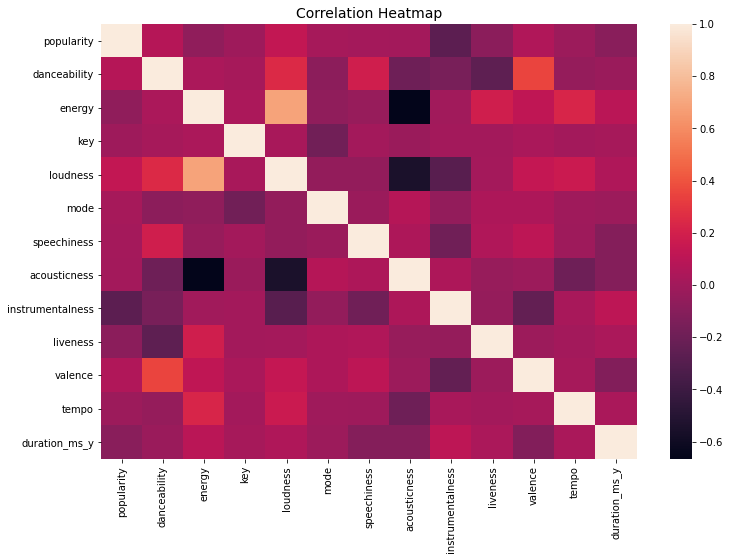 Correlation Heatmap
popularity
danceability
energy
key
loudness
mode
speechiness
acousticness
instrumentalness
liveness
valence
tempo
duration_ms_y
popularity
danceability
energy
key
loudness
mode
speechiness
acousticness
instrumentalness
liveness
valence
tempo
duration_ms_y
1.0
0.8
0.6
0.4
0.2
0.0
−0.2
−0.4
−0.6